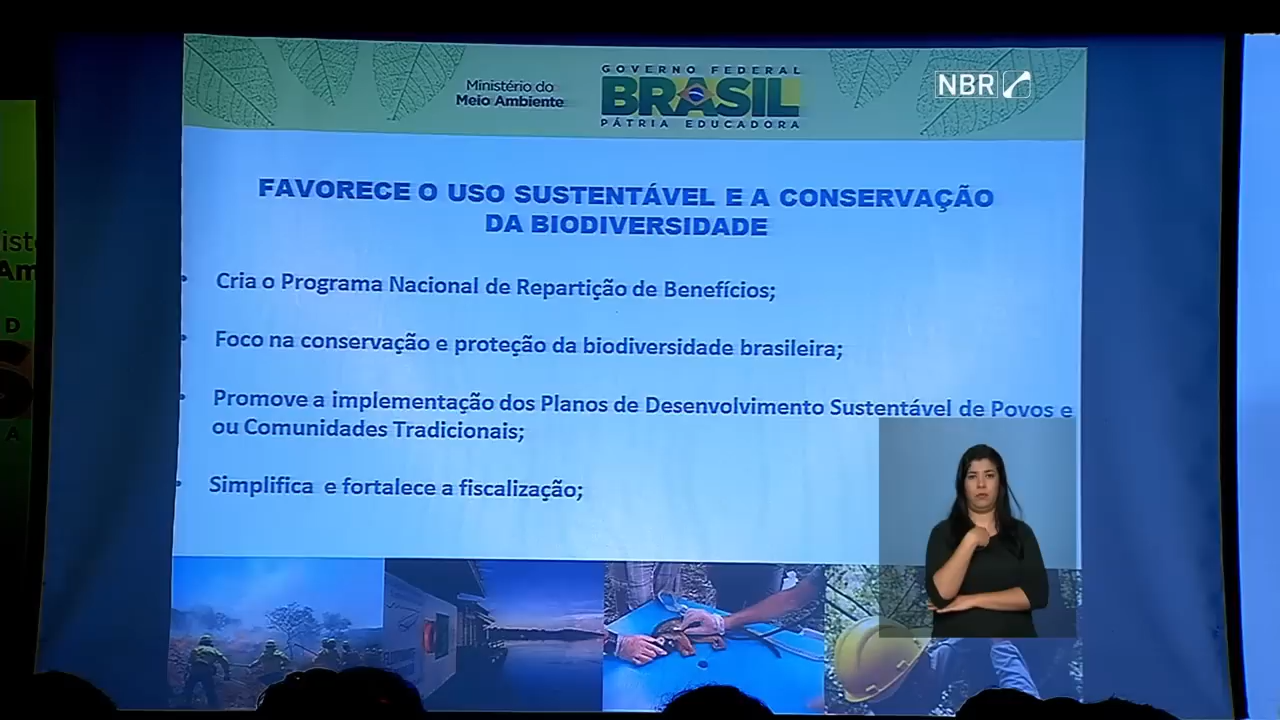 Ministério do
Meio Ambiente
GOVERNO FEDERAL
BRASIL
PÁTRIA EDUCADORA
NBR
FAVORECE O USO SUSTENTÁVEL E A CONSERVAÇÃO
DA BIODIVERSIDADE
• Cria o Programa Nacional de Repartição de Benefícios;
• Foco na conservação e proteção da biodiversidade brasileira;
• Promove a implementação dos Planos de Desenvolvimento Sustentável de Povos e
ou Comunidades Tradicionais;
• Simplifica e fortalece a fiscalização;